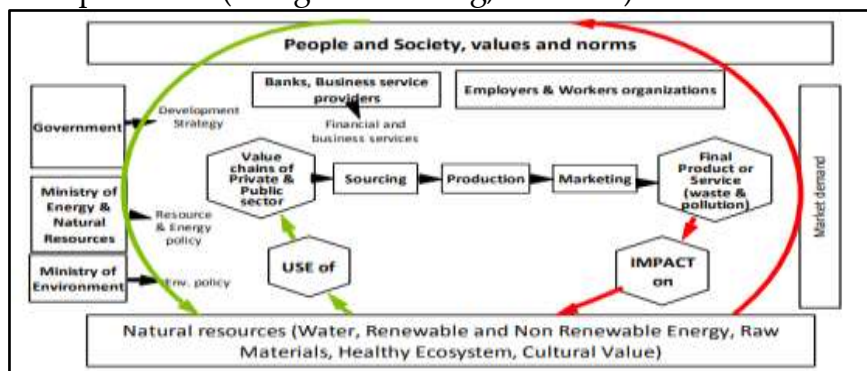 People and Society, values and norms
Banks, Business service
providers
Employers & Workers organizations
Government
Development
Strategy
Financial and
business services
Value
chains of
Private &
Public
sector
Sourcing
Production
Marketing
Final
Product or
Service
(waste &
pollution)
Market demand
Ministry of
Energy &
Natural
Resources
Resource
& Energy
policy
Ministry of
Environment
Env. policy
USE of
IMPACT
on
Natural resources (Water, Renewable and Non Renewable Energy, Raw
Materials, Healthy Ecosystem, Cultural Value)